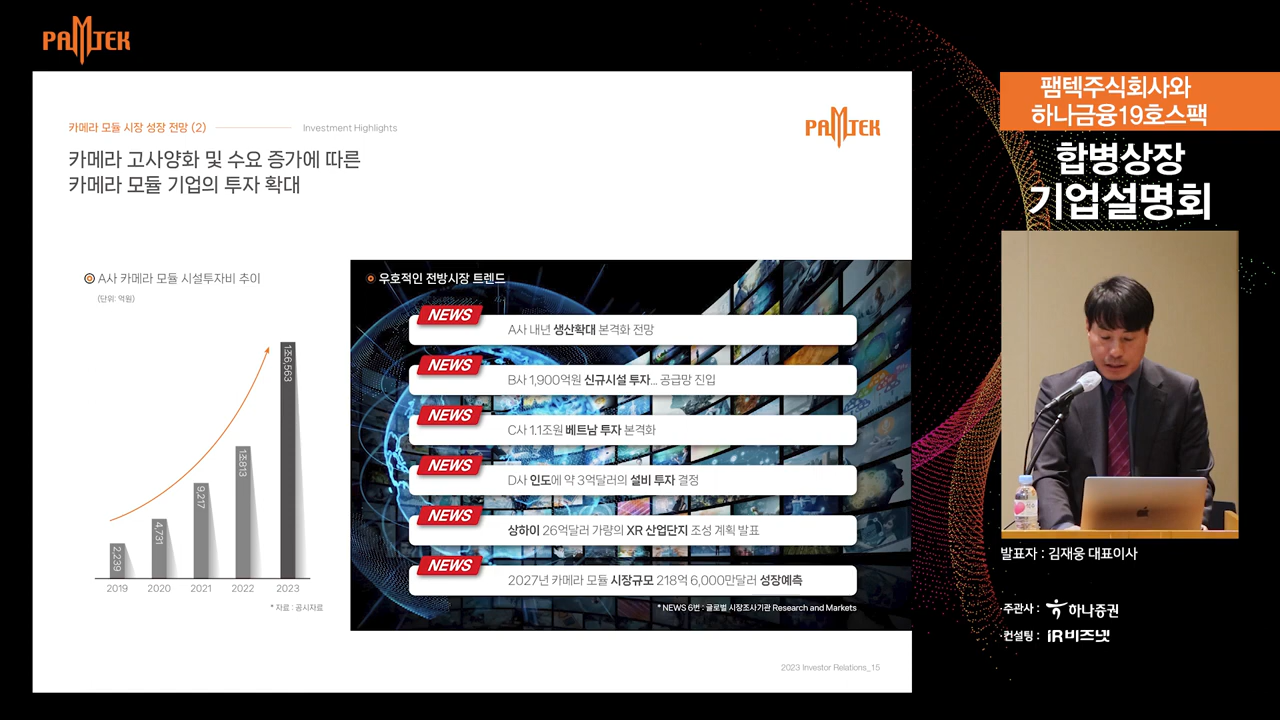 PAMTEK
카메라 모듈 시장 성장 전망 (2)
Investment Highlights
PAMTEK
카메라 고사양화 및 수요 증가에 따른
카메라 모듈 기업의 투자 확대
A사 카메라 모듈 시설투자비 추이
(단위: 억원)
2,239
4,731
9,217
1조813
1조6,563
2019 2020 2021 2022 2023
* 자료 : 공시자료
우호적인 전방시장 트렌드
NEWS
A사 내년 생산확대 본격화 전망
NEWS
B사 1,900억원 신규시설 투자... 공급망 진입
NEWS
C사 1.1조원 베트남 투자 본격화
NEWS
D사 인도에 약 3억달러의 설비 투자 결정
NEWS
상하이 26억달러 가량의 XR 산업단지 조성 계획 발표
NEWS
2027년 카메라 모듈 시장규모 218억 6,000만달러 성장예측
* NEWS 6번 : 글로벌 시장조사기관 Research and Markets
2023 Investor Relations_15
팸텍주식회사와
하나금융19호스팩
합병상장
기업설명회
발표자 : 김재웅 대표이사
주관사 : 하나증권
컨설팅 : IR비즈넷